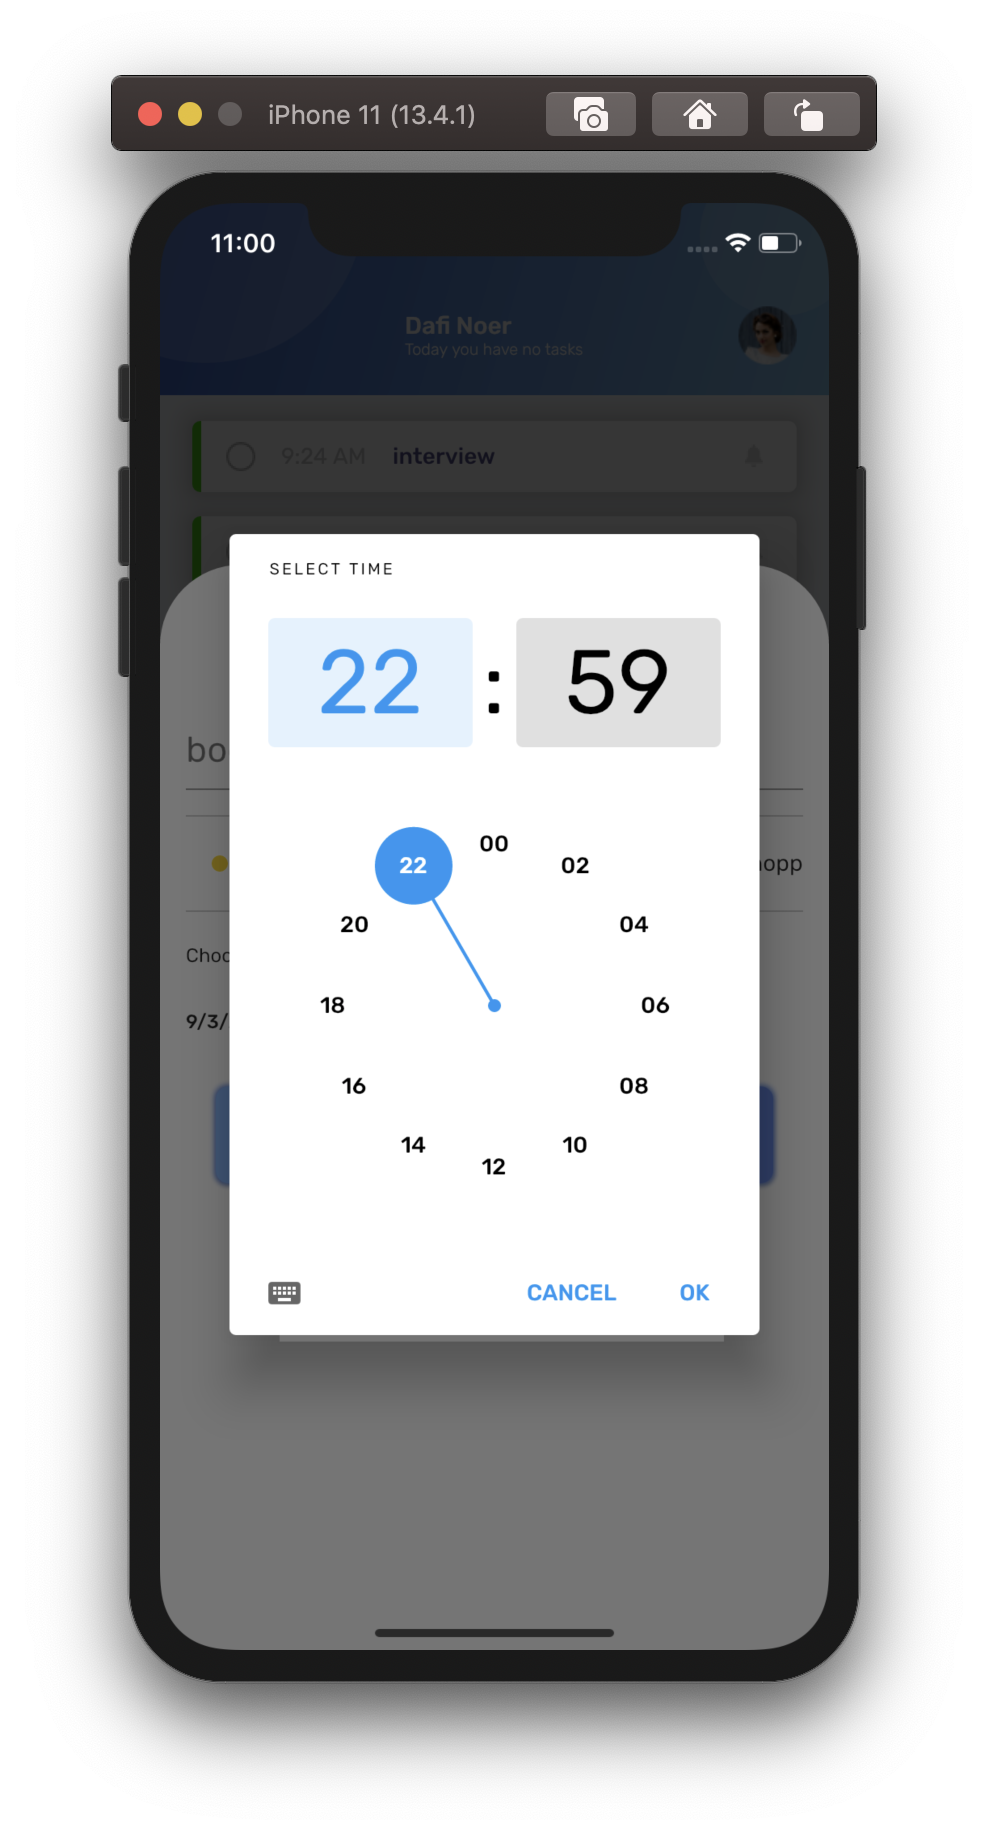 iPhone 11 (13.4.1)
11:00
Dafi Noer
Today you have no tasks
9:24 AM interview
SELECT TIME
22 : 59
bo
00
22
02
opp
20
04
Choo
18
06
9/3/
16
08
14
10
12
CANCEL OK